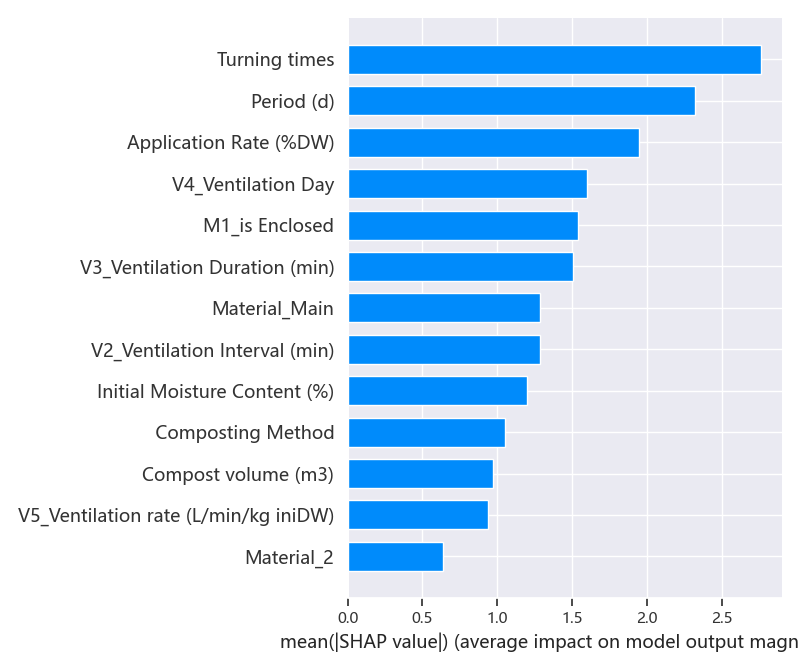 Turning times
Period (d)
Application Rate (%DW)
V4_Ventilation Day
M1_is Enclosed
V3_Ventilation Duration (min)
Material_Main
V2_Ventilation Interval (min)
Initial Moisture Content (%)
Composting Method
Compost volume (m3)
V5_Ventilation rate (L/min/kg iniDW)
Material_2
0.0 0.5 1.0 1.5 2.0 2.5
mean(|SHAP value|) (average impact on model output magn